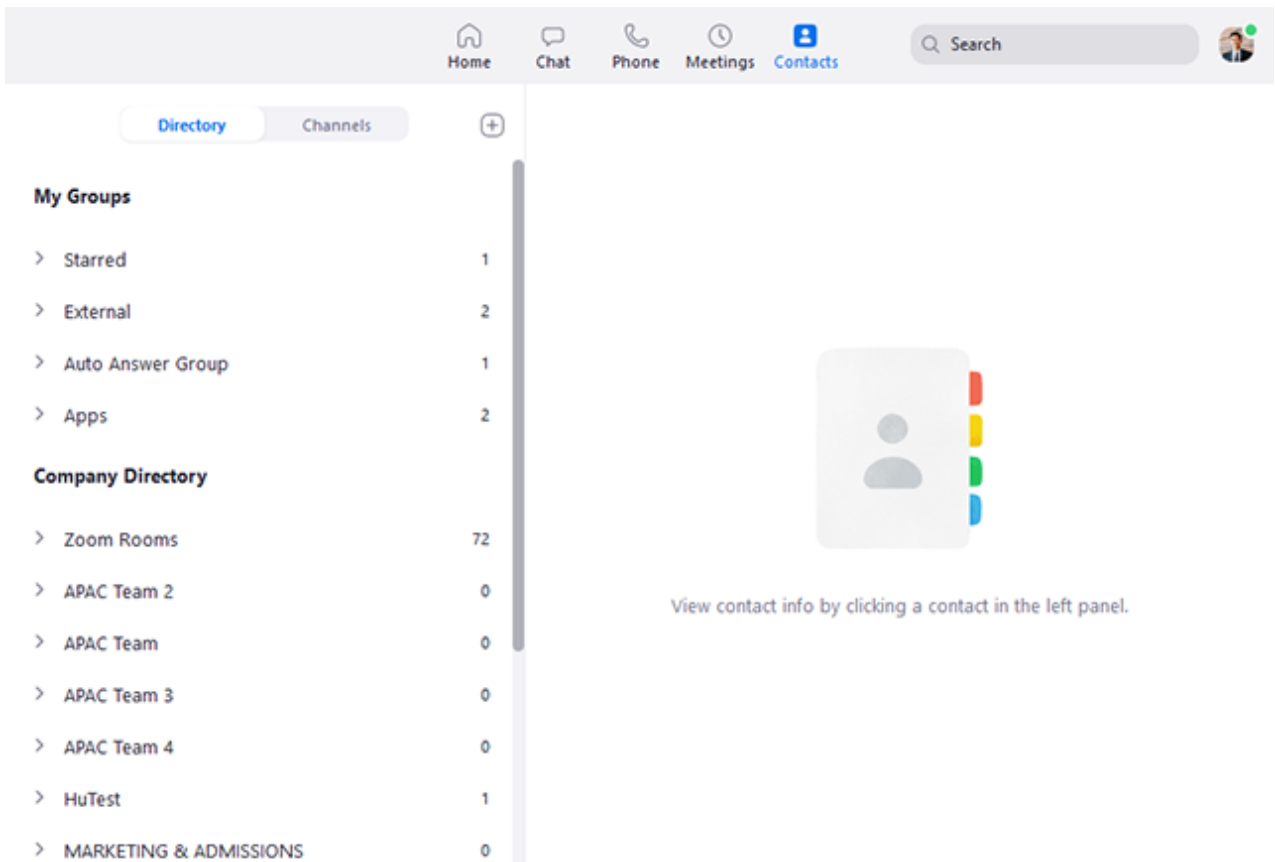 Home Chat Phone Meetings Contacts Search
Directory Channels
My Groups
Starred 1
External 2
Auto Answer Group 1
Apps 2
Company Directory
Zoom Rooms 72
APAC Team 2 0
View contact info by clicking a contact in the left panel.
APAC Team 0
APAC Team 3 0
APAC Team 4 0
HuTest 1
MARKETING & ADMISSIONS 0